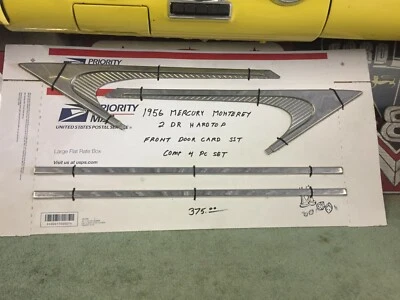 PRIORITY
PRIORITY
MAIL
UNITED STATES POSTAL SERVICE
Large Flat Rate Box
Visit us at usps.com
1956 MERCURY MONTEREY
2 DR HARDTOP
FRONT DOOR CARD SET
COMP 4 PC SET
375.00